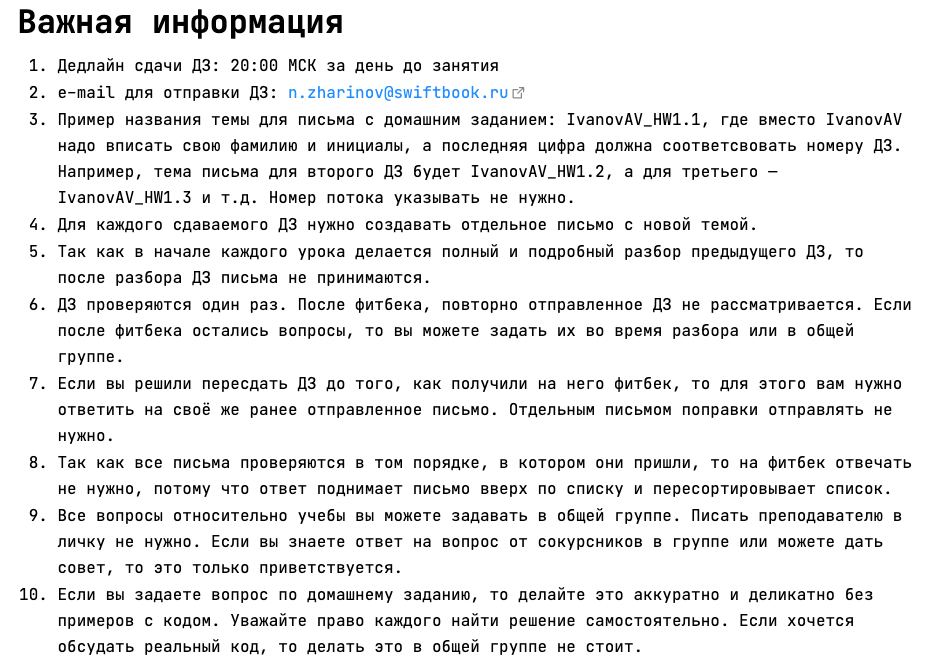 Важная информация
1. Дедлайн сдачи ДЗ: 20:00 МСК за день до занятия
2. e-mail для отправки ДЗ: n.zharinov@swiftbook.ru
3. Пример названия темы для письма с домашним заданием: IvanovAV_HW1.1, где вместо IvanovAV
надо вписать свою фамилию и инициалы, а последняя цифра должна соответсвовать номеру ДЗ.
Например, тема письма для второго ДЗ будет IvanovAV_HW1.2, а для третьего —
IvanovAV_HW1.3 и т.д. Номер потока указывать не нужно.
4. Для каждого сдаваемого ДЗ нужно создавать отдельное письмо с новой темой.
5. Так как в начале каждого урока делается полный и подробный разбор предыдущего ДЗ, то
после разбора ДЗ письма не принимаются.
6. ДЗ проверяются один раз. После фитбека, повторно отправленное ДЗ не рассматривается. Если
после фитбека остались вопросы, то вы можете задать их во время разбора или в общей
группе.
7. Если вы решили пересдать ДЗ до того, как получили на него фитбек, то для этого вам нужно
ответить на своё же ранее отправленное письмо. Отдельным письмом поправки отправлять не
нужно.
8. Так как все письма проверяются в том порядке, в котором они пришли, то на фитбек отвечать
не нужно, потому что ответ поднимает письмо вверх по списку и пересортировывает список.
9. Все вопросы относительно учебы вы можете задавать в общей группе. Писать преподавателю в
личку не нужно. Если вы знаете ответ на вопрос от сокурсников в группе или можете дать
совет, то это только приветствуется.
10. Если вы задаете вопрос по домашнему заданию, то делайте это аккуратно и деликатно без
примеров с кодом. Уважайте право каждого найти решение самостоятельно. Если хочется
обсудать реальный код, то делать это в общей группе не стоит.